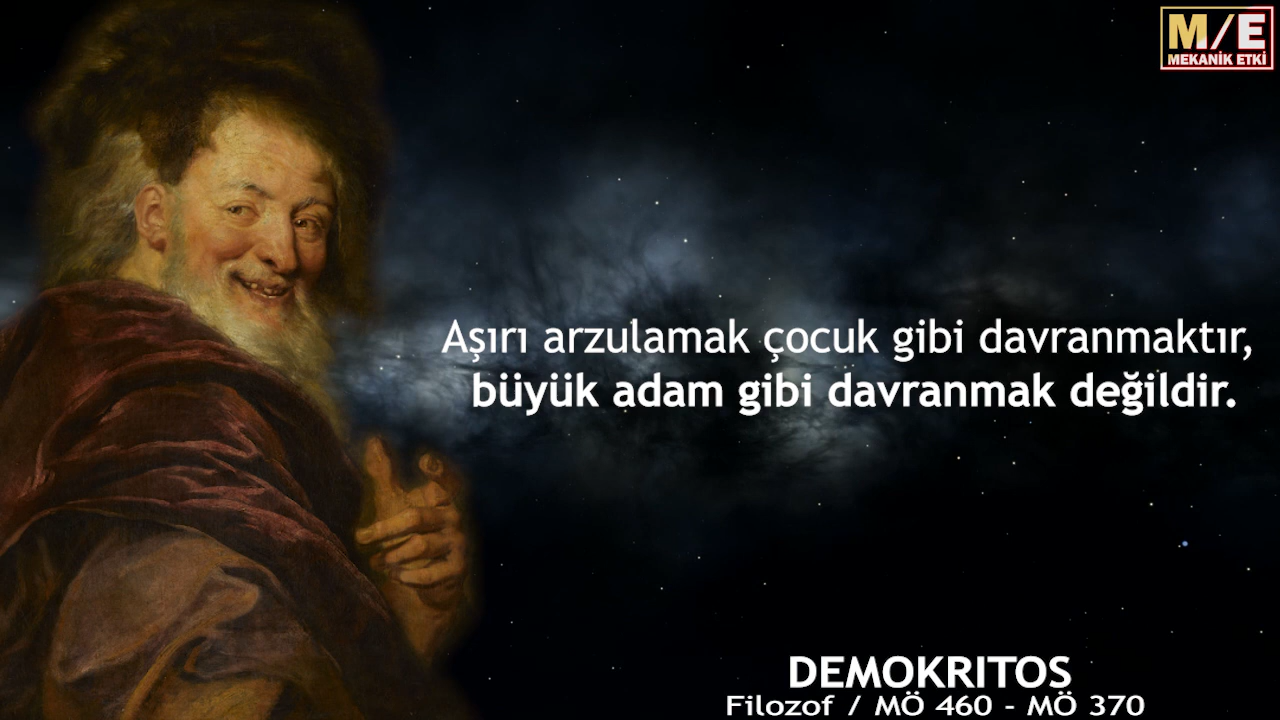 M/E
MEKANİK ETKİ
Aşırı arzulamak çocuk gibi davranmaktır,
büyük adam gibi davranmak değildir.
DEMOKRITOS
Filozof / MÖ 460 - MÖ 370